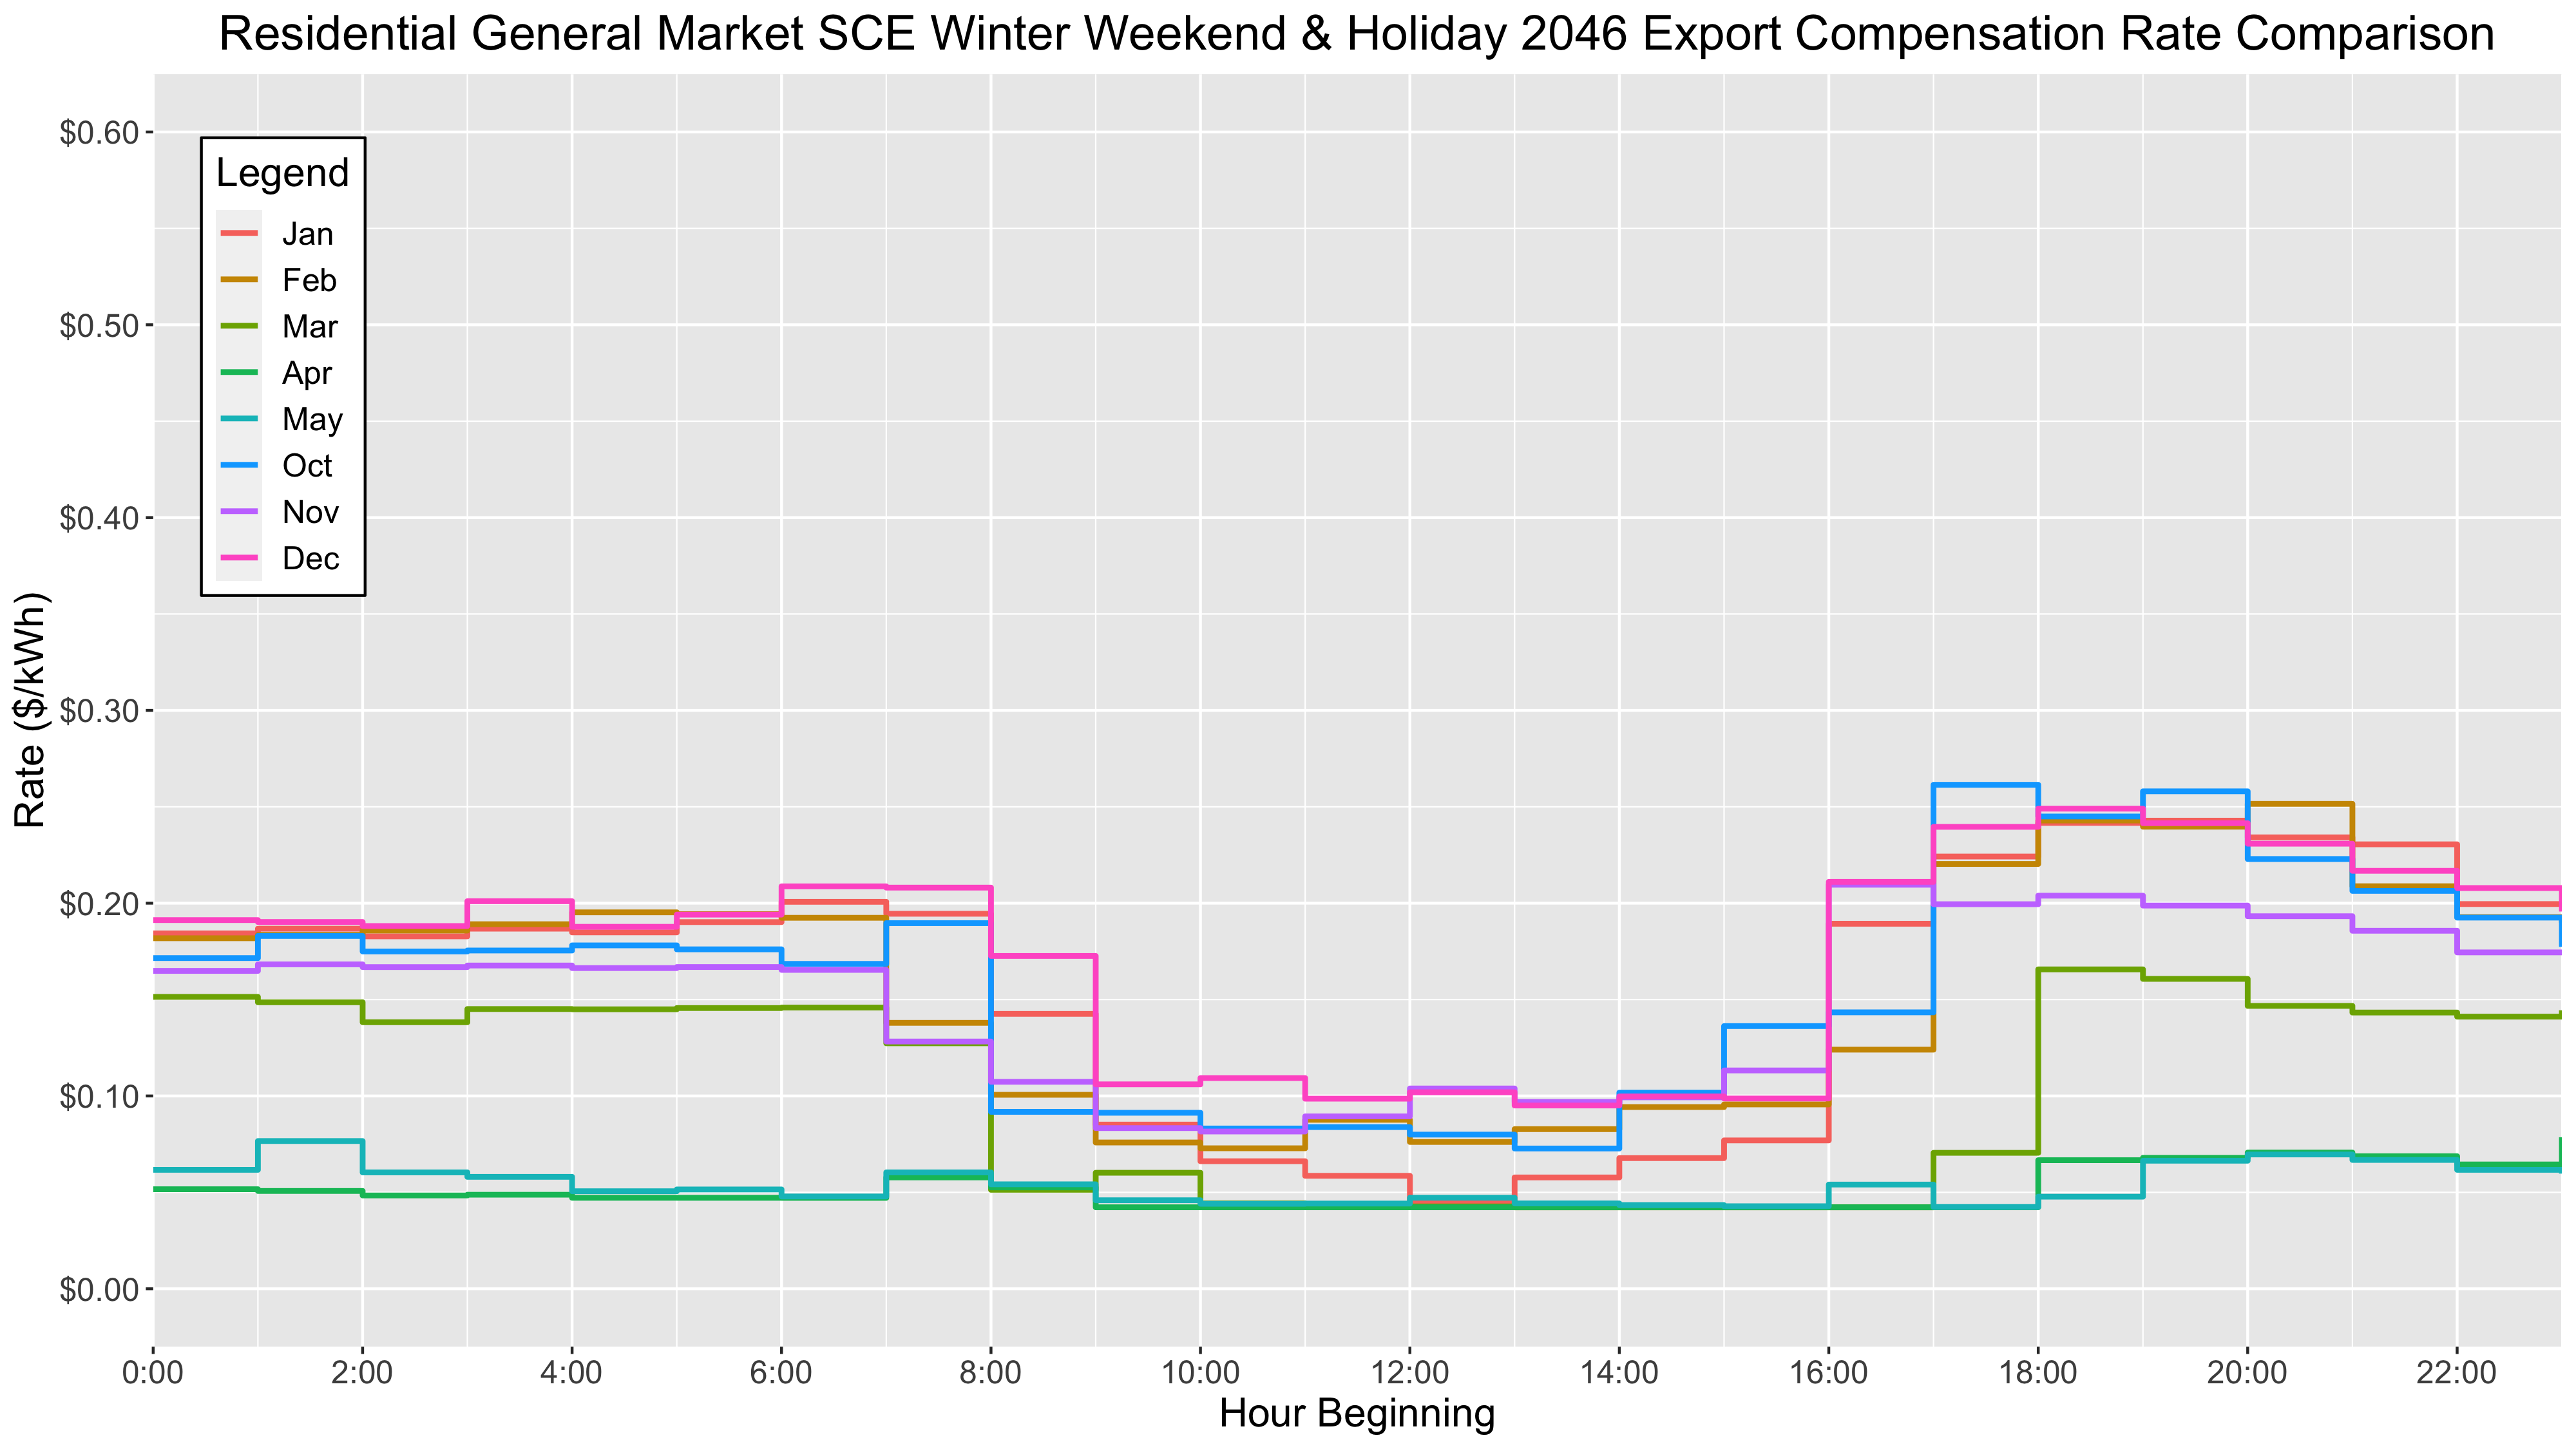 Residential General Market SCE Winter Weekend & Holiday 2046 Export Compensation Rate Comparison
$0.60
$0.50
$0.40
$0.30
$0.20
$0.10
$0.00
Rate ($/kWh)
Legend
Jan
Feb
Mar
Apr
May
Oct
Nov
Dec
0:00 2:00 4:00 6:00 8:00 10:00 12:00 14:00 16:00 18:00 20:00 22:00
Hour Beginning